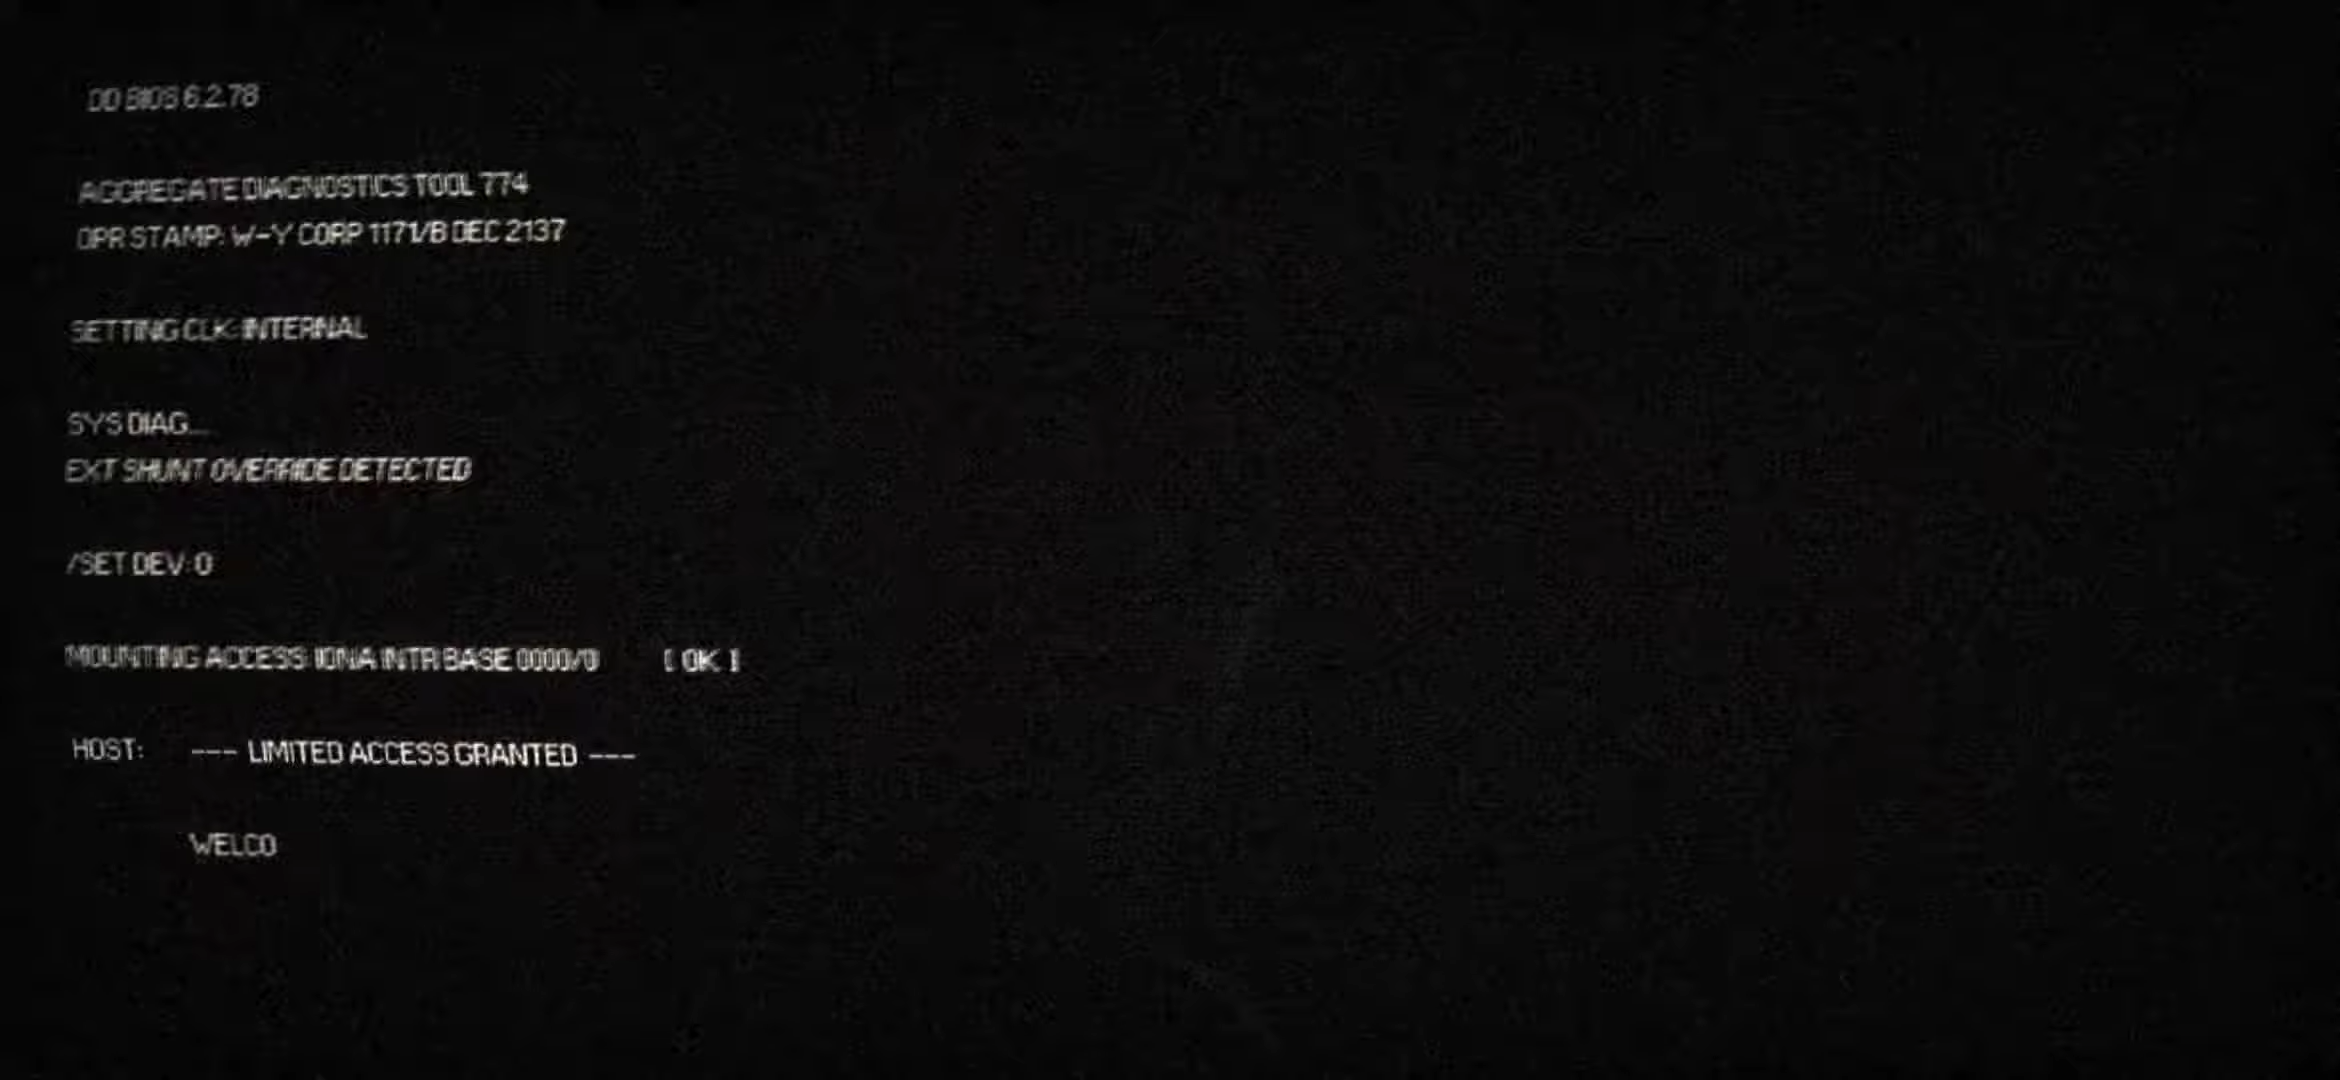 DD BIOS 6.2.78
AGGREGATE DIAGNOSTICS TOOL 774
OPR STAMP: W-Y CORP 1171/B DEC 2137
SETTING CLK: INTERNAL
SYS DIAG...
EXT SHUNT OVERRIDE DETECTED
/SET DEV: 0
MOUNTING ACCESS: IONA INTR BASE 0000/0 [ OK ]
HOST: --- LIMITED ACCESS GRANTED ---
WELCO